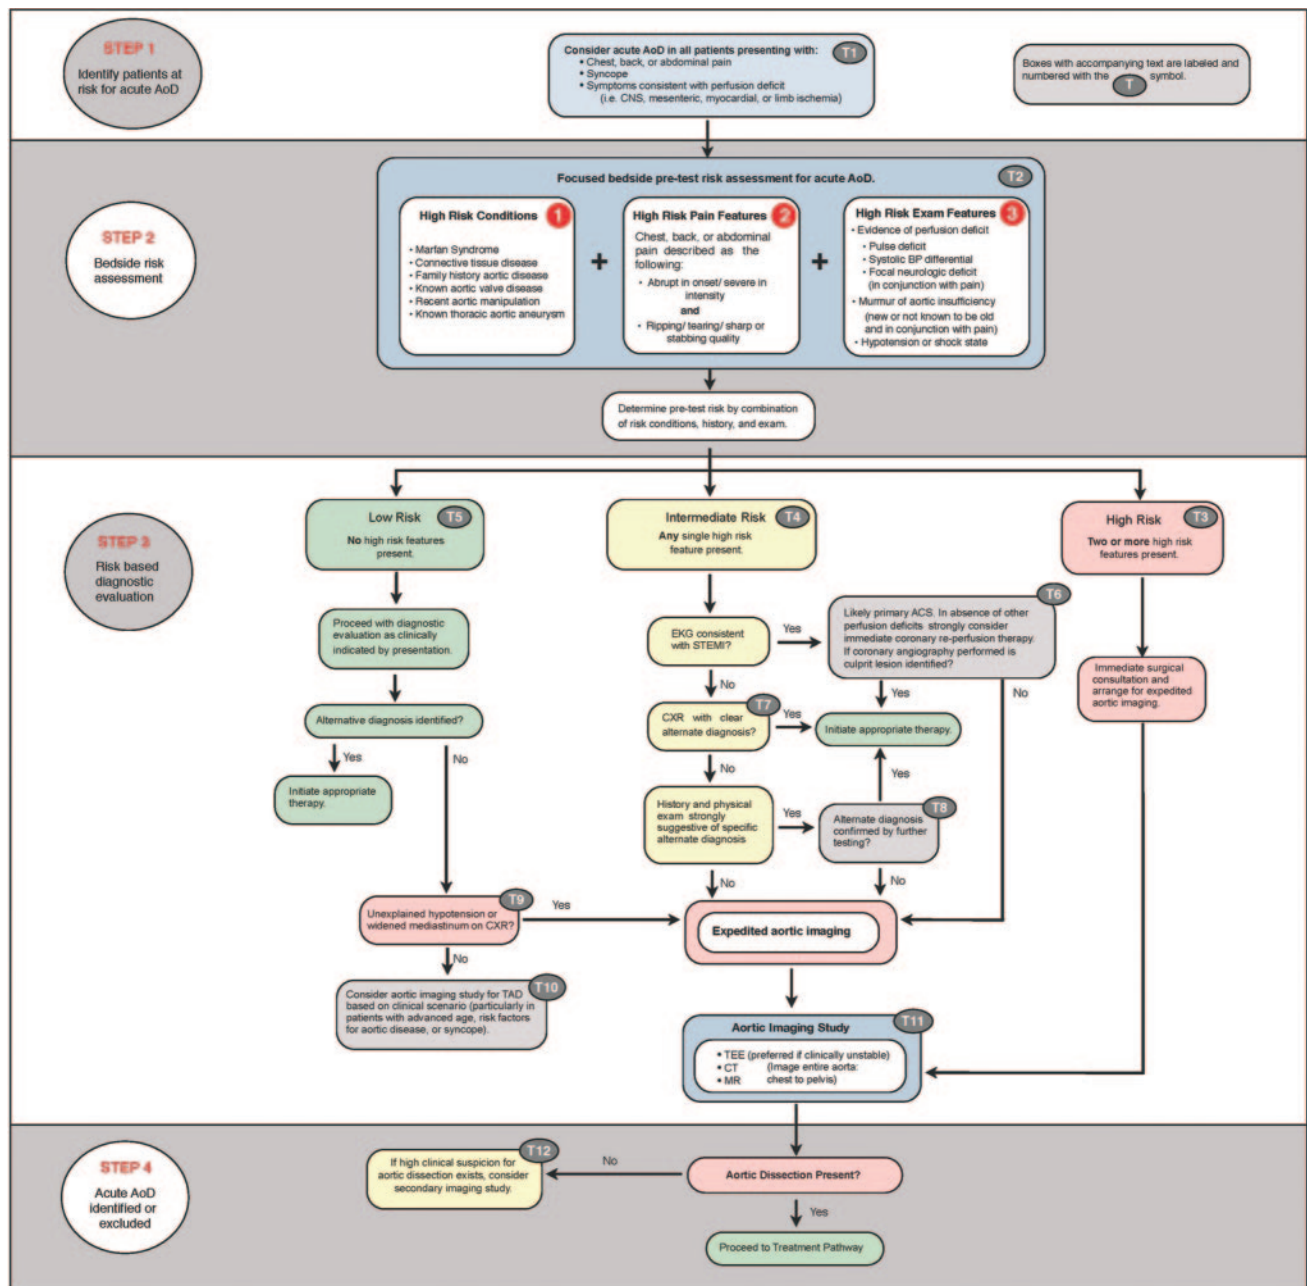 STEP 1
Identify patients at
risk for acute AoD
T1
Consider acute AoD in all patients presenting with:
• Chest, back, or abdominal pain
• Syncope
• Symptoms consistent with perfusion deficit
(i.e. CNS, mesenteric, myocardial, or limb ischemia)
Boxes with accompanying text are labeled and
numbered with the T symbol.
STEP 2
Bedside risk
assessment
T2
Focused bedside pre-test risk assessment for acute AoD.
1
High Risk Conditions
• Marfan Syndrome
• Connective tissue disease
• Family history aortic disease
• Known aortic valve disease
• Recent aortic manipulation
• Known thoracic aortic aneurysm
+
2
High Risk Pain Features
Chest, back, or abdominal
pain described as the
following:
• Abrupt in onset/ severe in
intensity
and
• Ripping/ tearing/ sharp or
stabbing quality
+
3
High Risk Exam Features
• Evidence of perfusion deficit
• Pulse deficit
• Systolic BP differential
• Focal neurologic deficit
(in conjunction with pain)
• Murmur of aortic insufficiency
(new or not known to be old
and in conjunction with pain)
• Hypotension or shock state
Determine pre-test risk by combination
of risk conditions, history, and exam.
STEP 3
Risk based
diagnostic
evaluation
Low Risk
T5
No high risk features
present.
Proceed with diagnostic
evaluation as clinically
indicated by presentation.
Alternative diagnosis identified?
Yes
No
Initiate appropriate
therapy.
T9
Unexplained hypotension or
widened mediastinum on CXR?
Yes
No
T10
Consider aortic imaging study for TAD
based on clinical scenario (particularly in
patients with advanced age, risk factors
for aortic disease, or syncope).
Intermediate Risk
T4
Any single high risk
feature present.
EKG consistent
with STEMI?
Yes
No
T6
Likely primary ACS. In absence of other
perfusion deficits strongly consider
immediate coronary re-perfusion therapy.
If coronary angiography performed is
culprit lesion identified?
Yes
No
T7
CXR with clear
alternate diagnosis?
Yes
No
Initiate appropriate therapy.
Yes
History and physical
exam strongly
suggestive of specific
alternate diagnosis
Yes
No
T8
Alternate diagnosis
confirmed by further
testing?
No
Expedited aortic imaging
High Risk
T3
Two or more high risk
features present.
Immediate surgical
consultation and
arrange for expedited
aortic imaging.
T11
Aortic Imaging Study
• TEE (preferred if clinically unstable)
• CT (Image entire aorta:
• MR chest to pelvis)
STEP 4
Acute AoD
identified or
excluded
T12
If high clinical suspicion for
aortic dissection exists, consider
secondary imaging study.
No
Aortic Dissection Present?
Yes
Proceed to Treatment Pathway